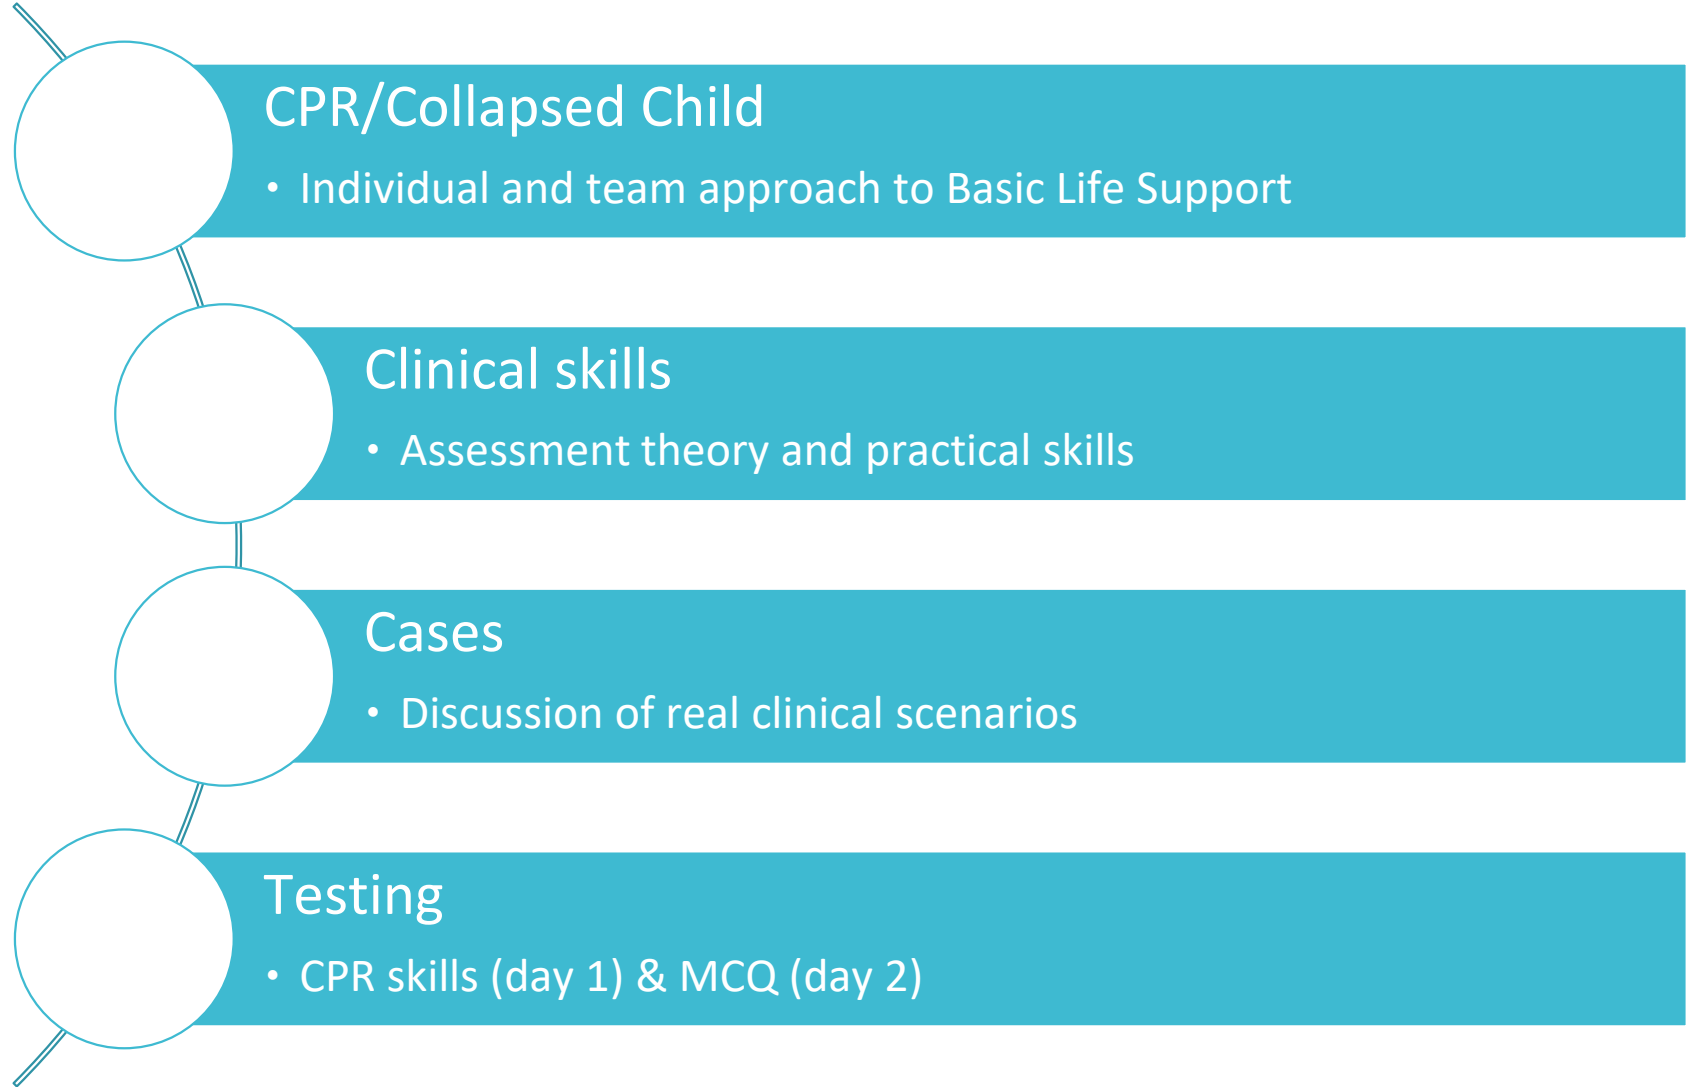 CPR/Collapsed Child
• Individual and team approach to Basic Life Support
Clinical skills
• Assessment theory and practical skills
Cases
• Discussion of real clinical scenarios
Testing
• CPR skills (day 1) & MCQ (day 2)